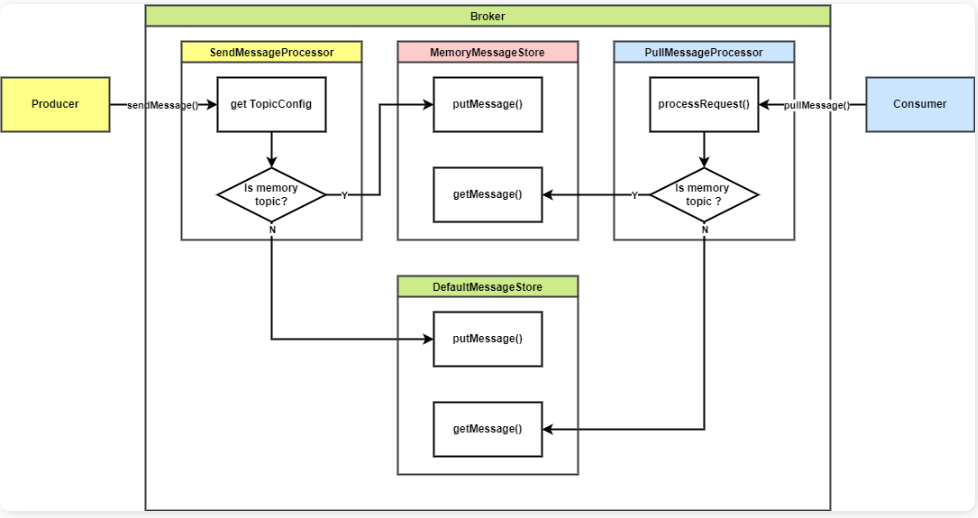 Broker
SendMessageProcessor
MemoryMessageStore
PullMessageProcessor
Producer
sendMessage()
get TopicConfig
putMessage()
processRequest()
pullMessage()
Consumer
Is memory
topic?
Y
getMessage()
Y
Is memory
topic ?
N
N
DefaultMessageStore
putMessage()
getMessage()